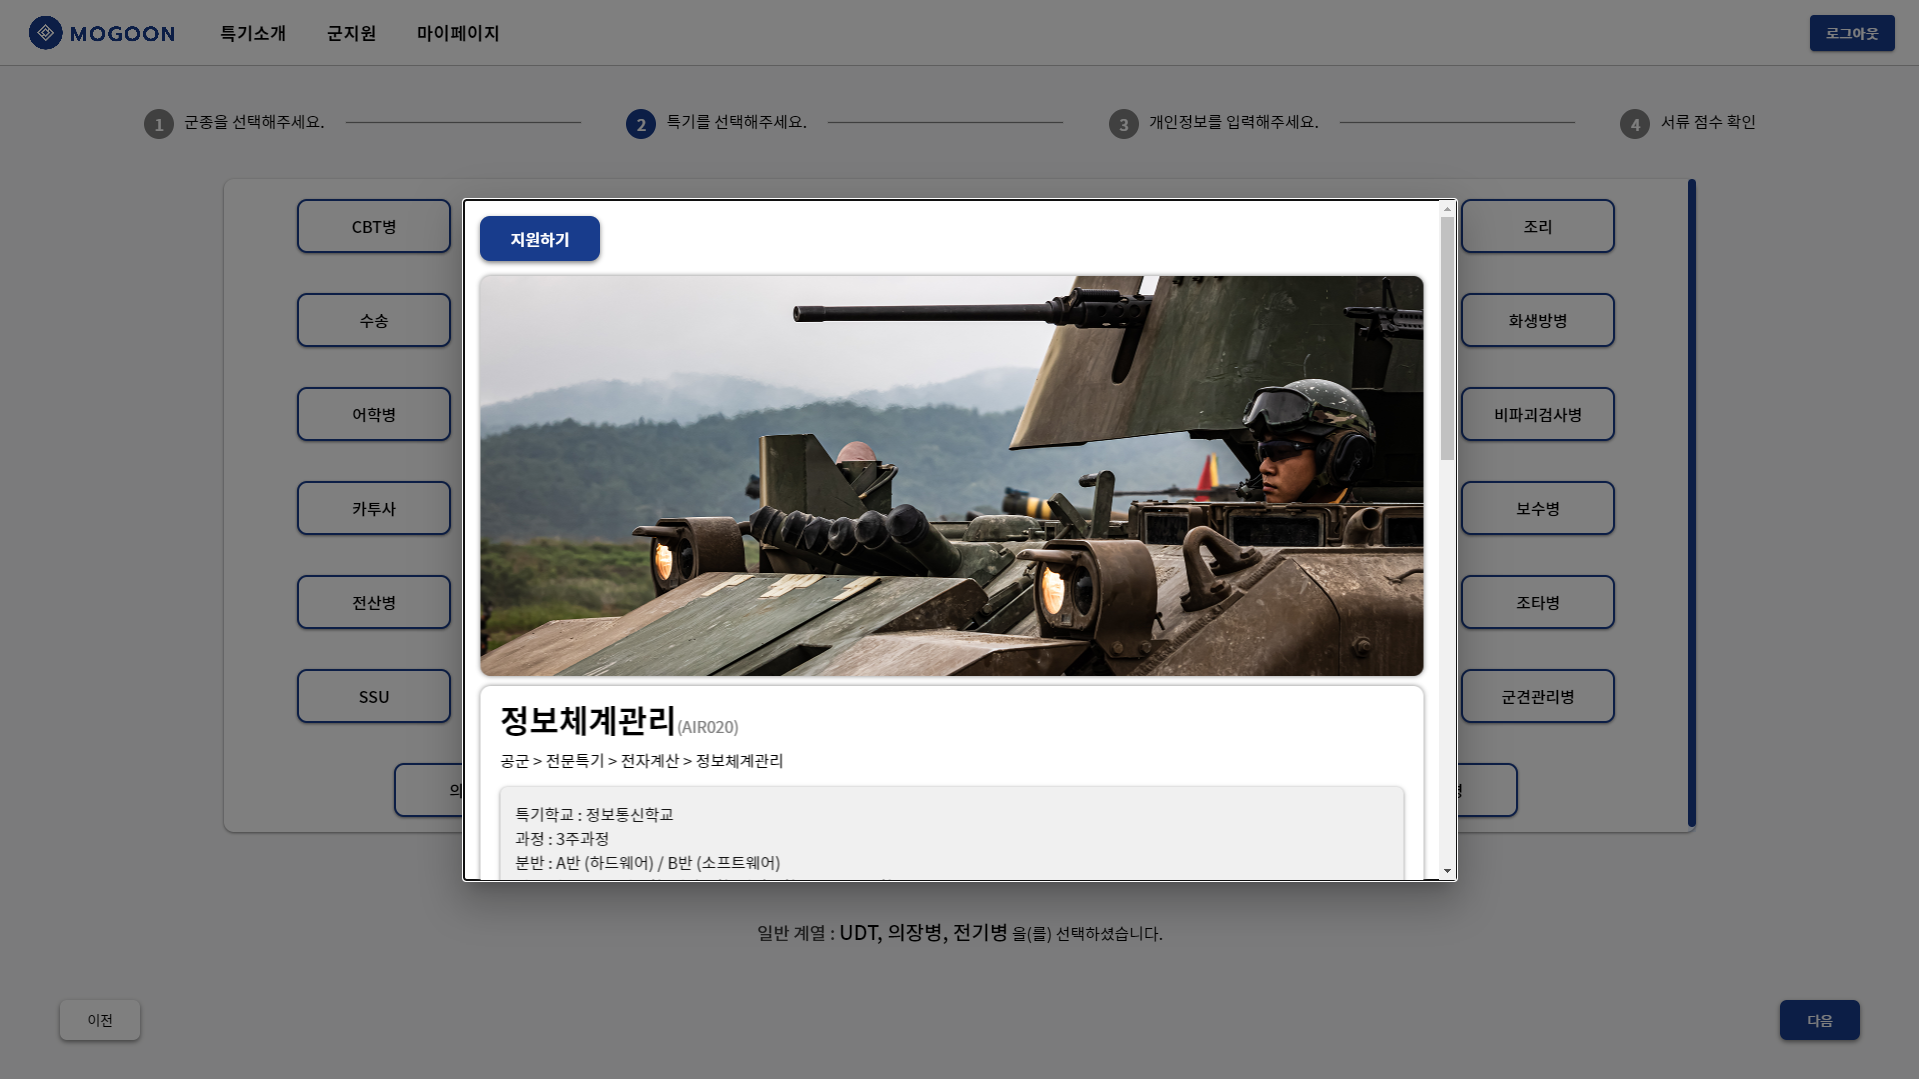 MOGOON 특기소개 군지원 마이페이지 로그아웃
1 군종을 선택해주세요. 2 특기를 선택해주세요. 3 개인정보를 입력해주세요. 4 서류 점수 확인
CBT병
조리
수송
화생방병
어학병
비파괴검사병
카투사
보수병
전산병
조타병
SSU
군견관리병
지원하기
정보체계관리(AIR020)
공군 > 전문특기 > 전자계산 > 정보체계관리
특기학교 : 정보통신학교
과정 : 3주과정
분반 : A반 (하드웨어) / B반 (소프트웨어)
일반 계열 : UDT, 의장병, 전기병 을(를) 선택하셨습니다.
이전
다음